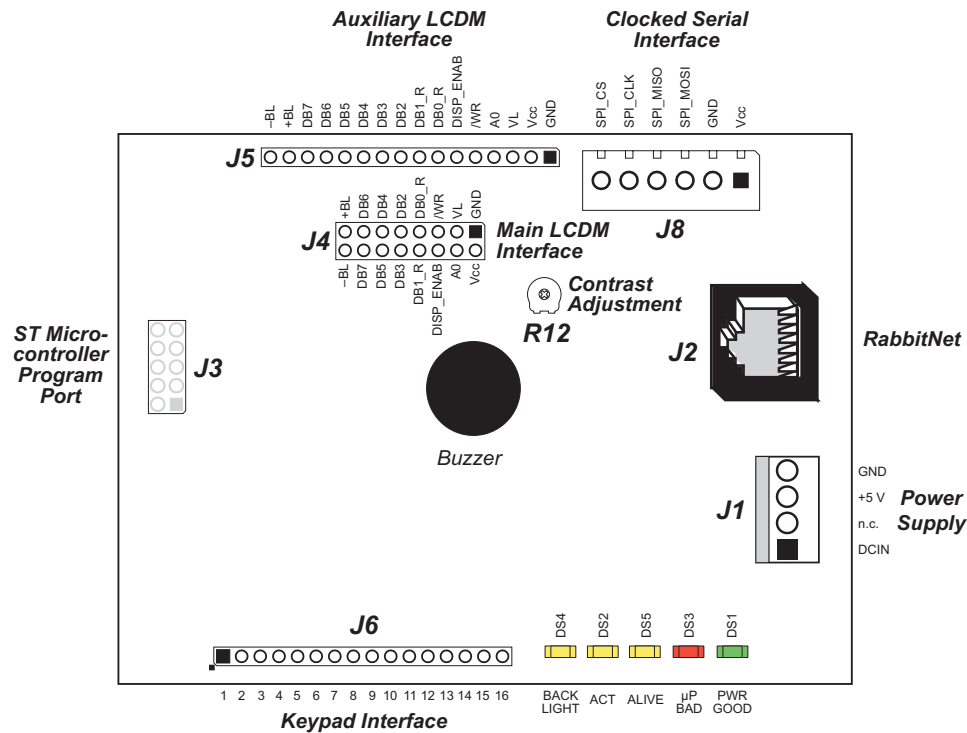 Auxiliary LCDM
Interface
Clocked Serial
Interface
–BL
+BL
DB7
DB6
DB5
DB4
DB3
DB2
DB1_R
DB0_R
DISP_ENAB
/WR
A0
VL
Vcc
GND
SPI_CS
SPI_CLK
SPI_MISO
SPI_MOSI
GND
Vcc
J5
J8
+BL
DB6
DB4
DB2
DB0_R
/WR
VL
GND
J4
Main LCDM
Interface
–BL
DB7
DB5
DB3
DB1_R
DISP_ENAB
A0
Vcc
Contrast
Adjustment
R12
ST Micro-
controller
Program
Port
J3
J2
RabbitNet
Buzzer
J1
GND
+5 V
n.c.
DCIN
Power
Supply
J6
DS4
DS2
DS5
DS3
DS1
1 2 3 4 5 6 7 8 9 10 11 12 13 14 15 16
BACK
LIGHT
ACT
ALIVE
µP
BAD
PWR
GOOD
Keypad Interface